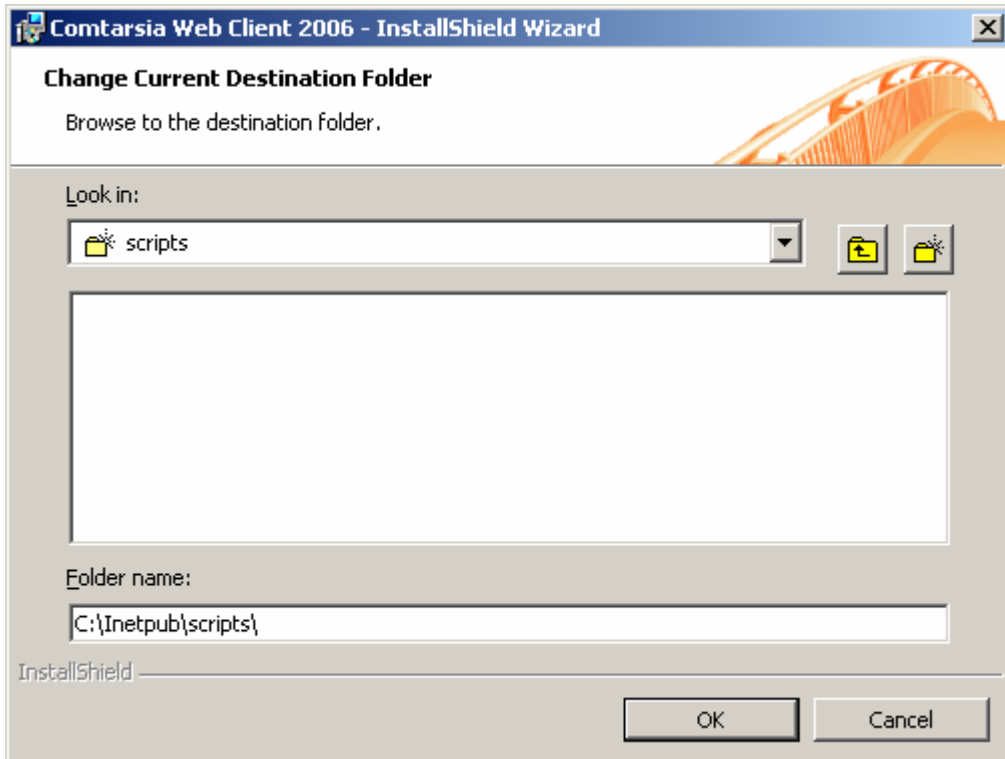 Comtarsia Web Client 2006 - InstallShield Wizard
Change Current Destination Folder
Browse to the destination folder.
Look in:
scripts
Folder name:
C:\Inetpub\scripts\
InstallShield
OK Cancel